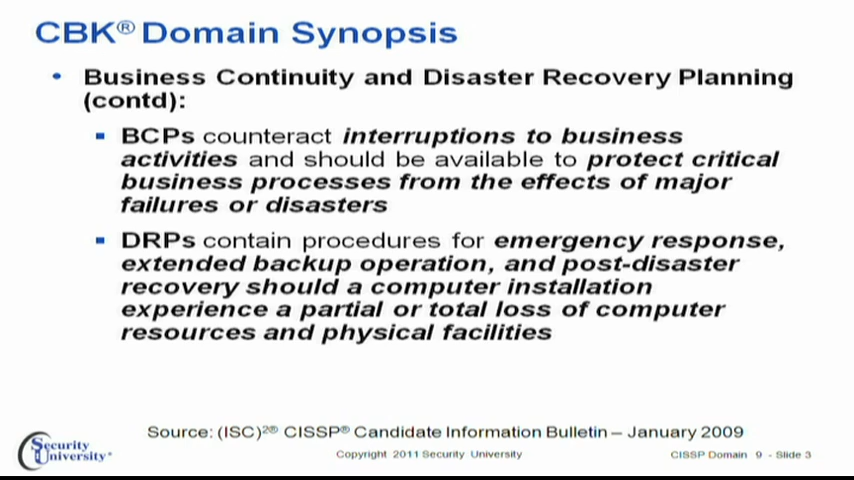 CBK® Domain Synopsis
• Business Continuity and Disaster Recovery Planning
(contd):
▪ BCPs counteract interruptions to business
activities and should be available to protect critical
business processes from the effects of major
failures or disasters
▪ DRPs contain procedures for emergency response,
extended backup operation, and post-disaster
recovery should a computer installation
experience a partial or total loss of computer
resources and physical facilities
Source: (ISC)²® CISSP® Candidate Information Bulletin – January 2009
Security
University
Copyright 2011 Security University
CISSP Domain 9 - Slide 3